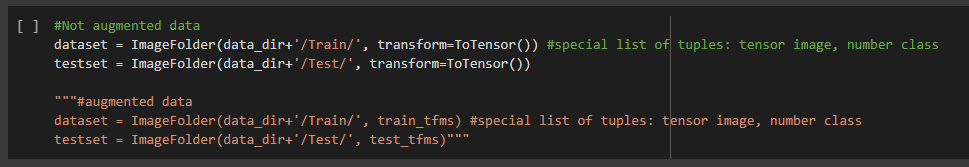 [ ] #Not augmented data
dataset = ImageFolder(data_dir+'/Train/', transform=ToTensor()) #special list of tuples: tensor image, number class
testset = ImageFolder(data_dir+'/Test/', transform=ToTensor())
"""#augmented data
dataset = ImageFolder(data_dir+'/Train/', train_tfms) #special list of tuples: tensor image, number class
testset = ImageFolder(data_dir+'/Test/', test_tfms)"""